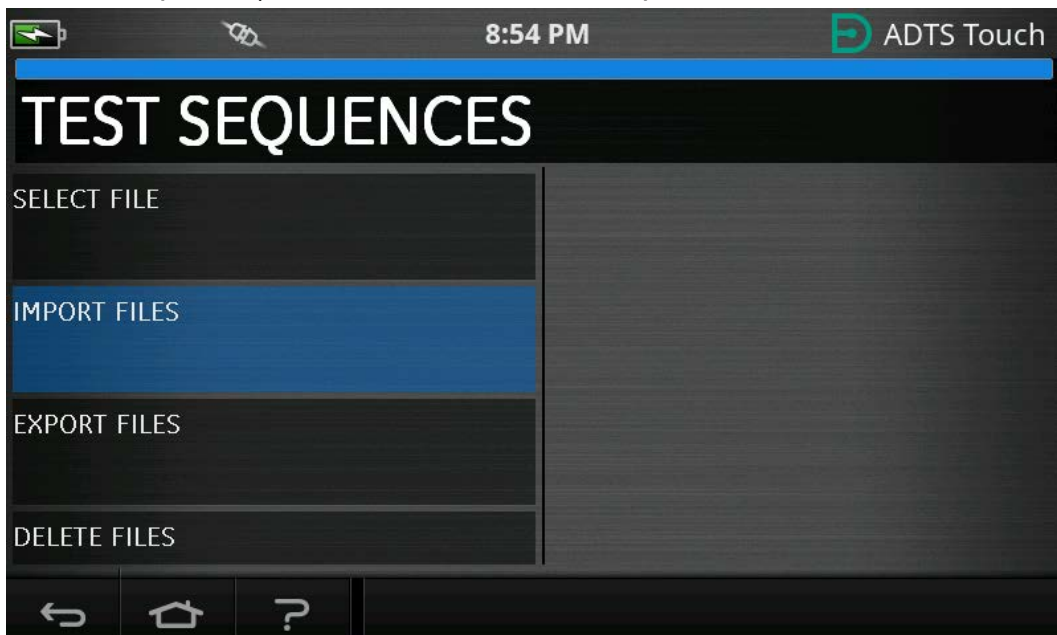 8:54 PM
ADTS Touch
TEST SEQUENCES
SELECT FILE
IMPORT FILES
EXPORT FILES
DELETE FILES
?